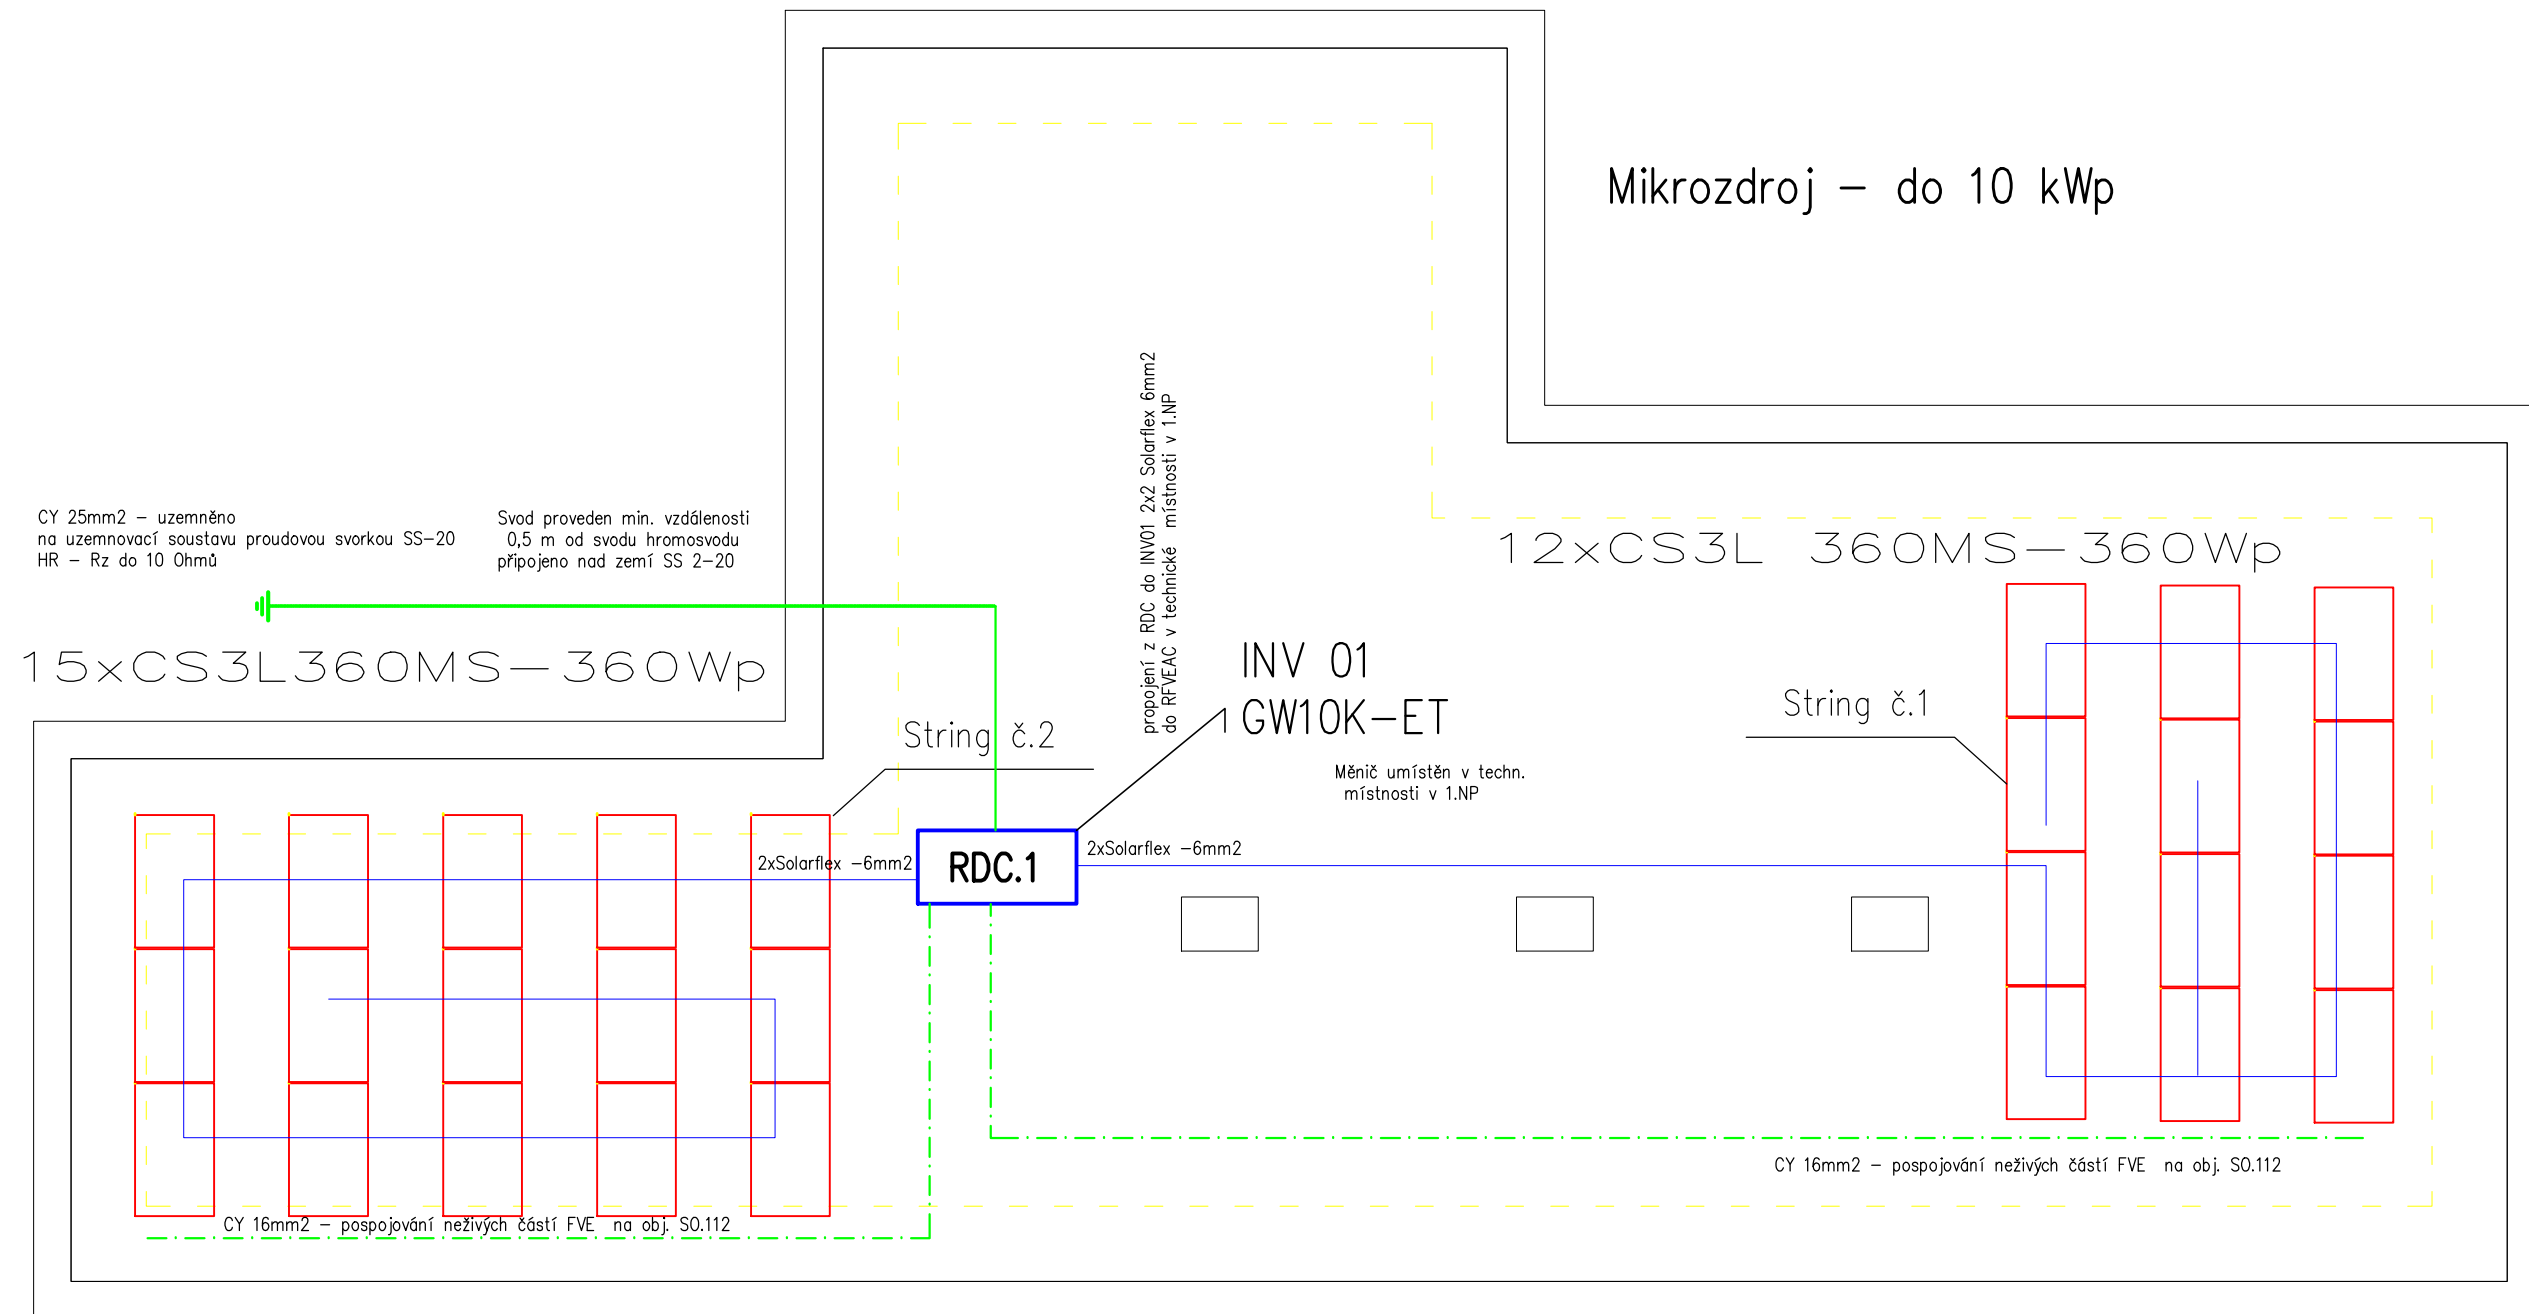 Mikrozdroj – do 10 kWp
CY 25mm2 – uzemněno
na uzemnovací soustavu proudovou svorkou SS–20
HR – Rz do 10 Ohmů
Svod proveden min. vzdálenosti
0,5 m od svodu hromosvodu
připojeno nad zemí SS 2–20
propojení z RDC do INV01 2x2 Solarflex 6mm2
do RFVEAC v technické místnosti v 1.NP
12xCS3L 360MS–360Wp
15xCS3L360MS–360Wp
INV 01
GW10K–ET
String č.1
String č.2
Měnič umístěn v techn.
místnosti v 1.NP
2xSolarflex –6mm2
RDC.1
2xSolarflex –6mm2
CY 16mm2 – pospojování neživých částí FVE na obj. SO.112
CY 16mm2 – pospojování neživých částí FVE na obj. SO.112